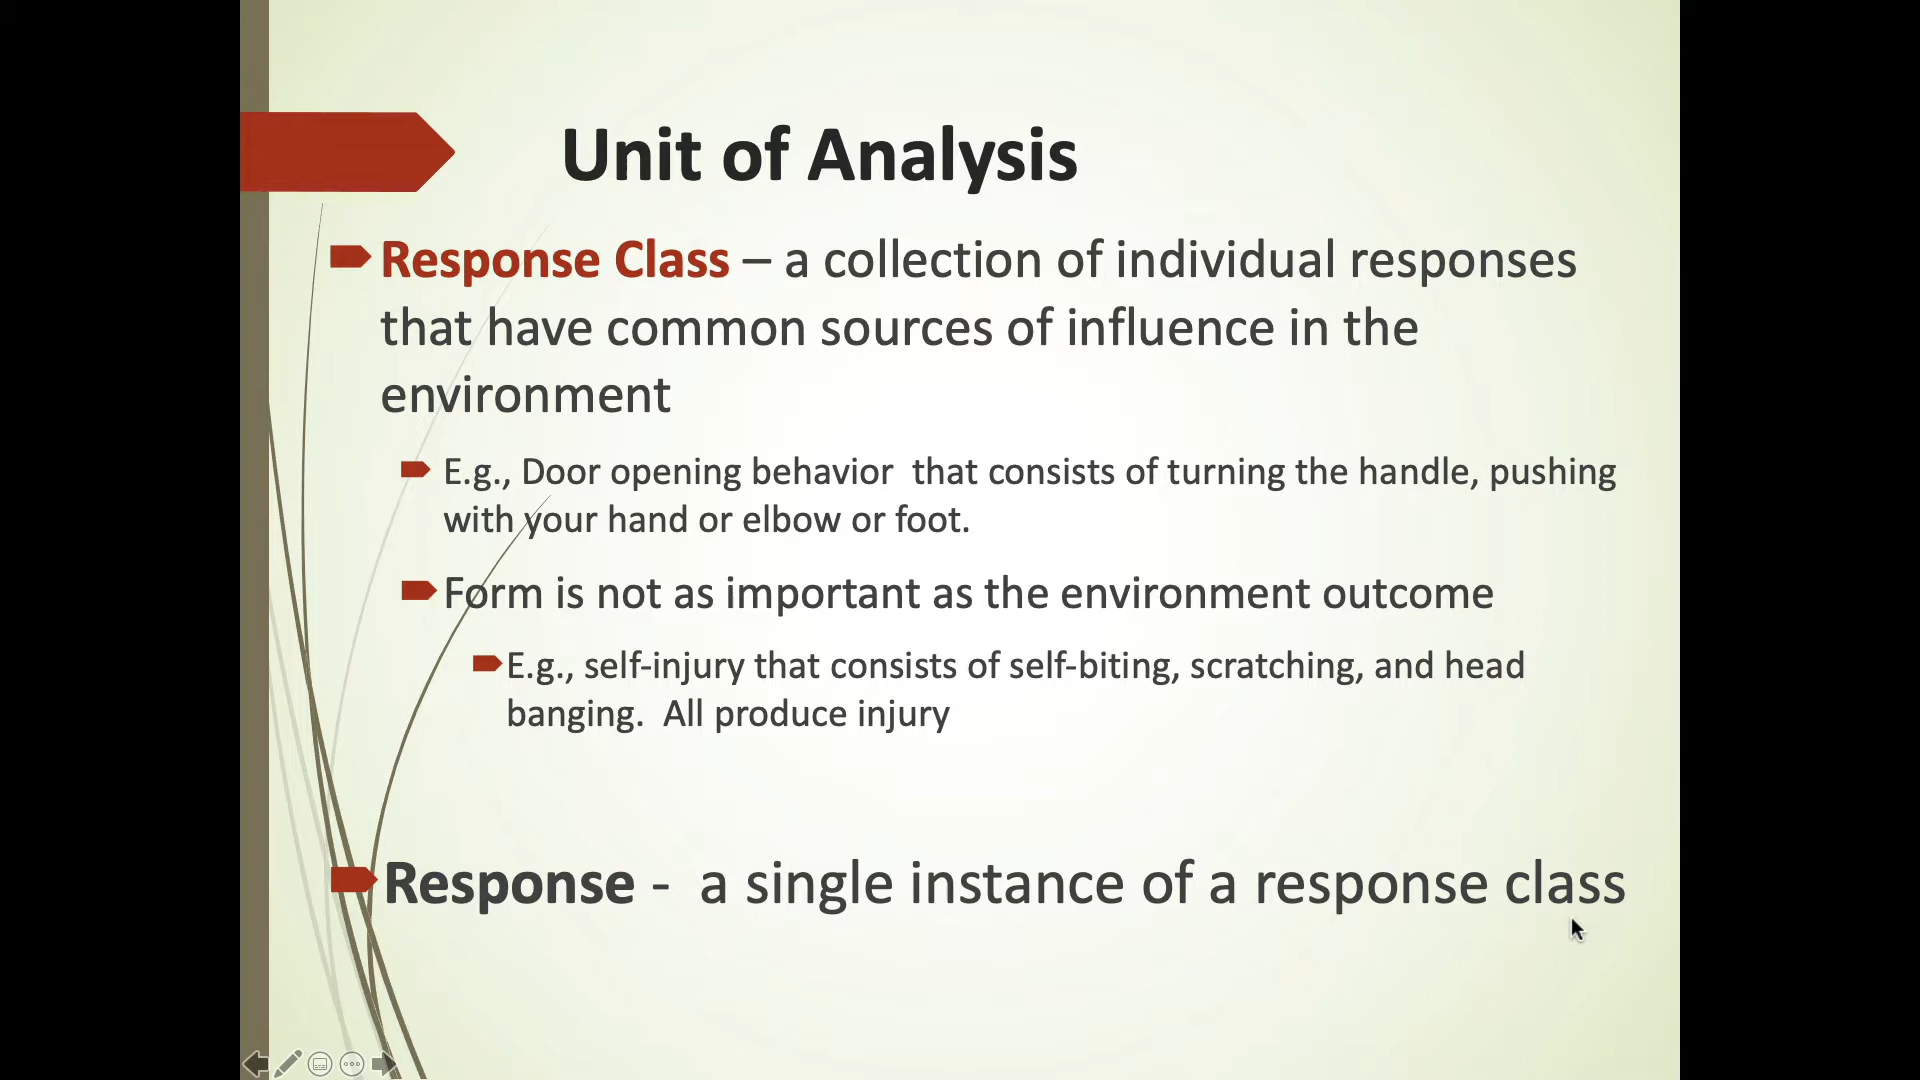 Unit of Analysis
Response Class – a collection of individual responses
that have common sources of influence in the
environment
E.g., Door opening behavior  that consists of turning the handle, pushing
with your hand or elbow or foot.
Form is not as important as the environment outcome
E.g., self-injury that consists of self-biting, scratching, and head
banging.  All produce injury
Response -  a single instance of a response class